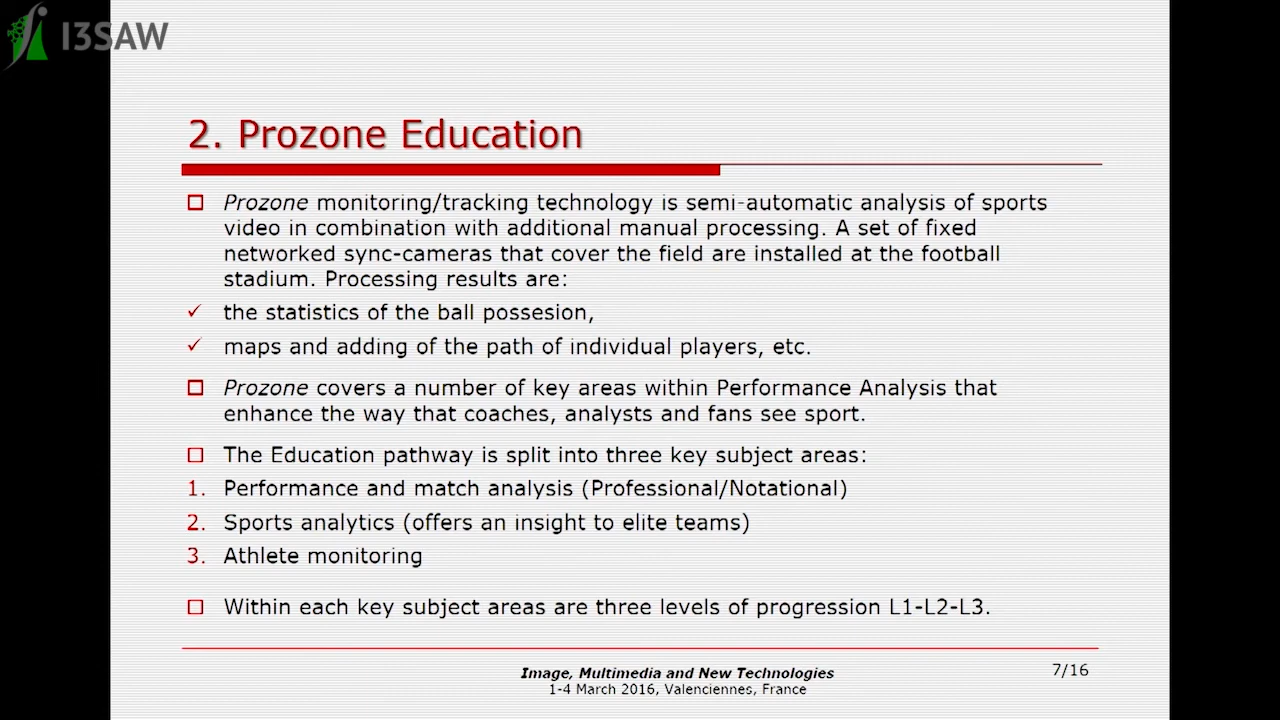 I3SAW
2. Prozone Education
Prozone monitoring/tracking technology is semi-automatic analysis of sports
video in combination with additional manual processing. A set of fixed
networked sync-cameras that cover the field are installed at the football
stadium. Processing results are:
✓ the statistics of the ball possesion,
✓ maps and adding of the path of individual players, etc.
Prozone covers a number of key areas within Performance Analysis that
enhance the way that coaches, analysts and fans see sport.
The Education pathway is split into three key subject areas:
1. Performance and match analysis (Professional/Notational)
2. Sports analytics (offers an insight to elite teams)
3. Athlete monitoring
Within each key subject areas are three levels of progression L1-L2-L3.
Image, Multimedia and New Technologies
1-4 March 2016, Valenciennes, France
7/16